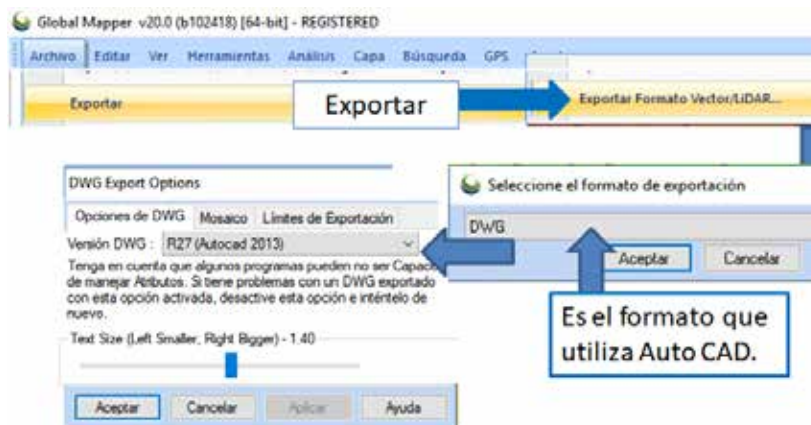 Global Mapper v20.0 (b102418) [64-bit] - REGISTERED
Archivo Editar Ver Herramientas Análisis Capa Búsqueda GPS
Exportar
Exportar
Exportar Formato Vector/LiDAR...
DWG Export Options
Opciones de DWG Mosaico Límites de Exportación
Versión DWG : R27 (Autocad 2013)
Tenga en cuenta que algunos programas pueden no ser Capace
de manejar Atributos. Si tiene problemas con un DWG exportado
con esta opción activada, desactive esta opción e inténtelo de
nuevo.
Text Size (Left Smaller, Right Bigger) - 1.40
Aceptar Cancelar Aplicar Ayuda
Seleccione el formato de exportación
DWG
Aceptar Cancelar
Es el formato que
utiliza Auto CAD.